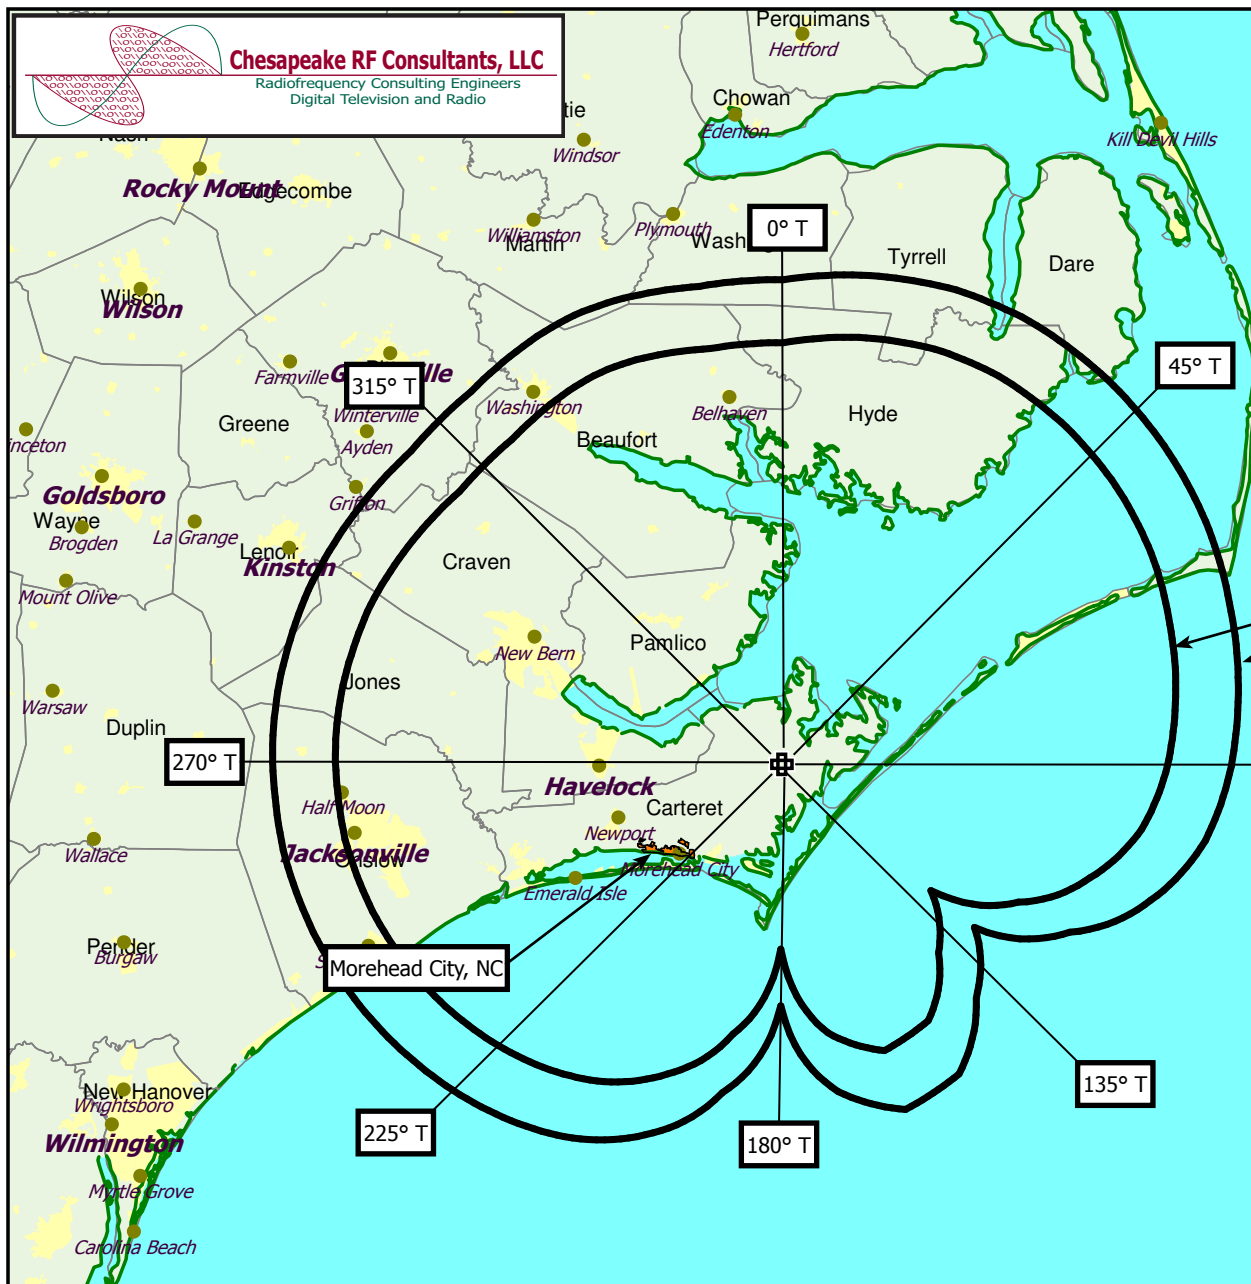 Chesapeake RF Consultants, LLC
Radiofrequency Consulting Engineers
Digital Television and Radio
Perquimans
Hertford
Chowan
Edenton
Kill Devil Hills
Windsor
Rocky Mount
Edgecombe
Williamston
Martin
Plymouth
0° T
Tyrrell
Dare
Wilson
Wilson
Farmville
315° T
45° T
Winterville
Washington
Belhaven
Hyde
Greene
Ayden
Beaufort
Goldsboro
Grifton
Wayne
Brogden
La Grange
Lenoir
Kinston
Craven
Mount Olive
New Bern
Pamlico
Jones
Warsaw
Duplin
270° T
Havelock
Half Moon
Carteret
Newport
Wallace
Jacksonville
Onslow
Morehead City
Emerald Isle
Pender
Burgaw
Morehead City, NC
135° T
New Hanover
Wrightsboro
225° T
180° T
Wilmington
Myrtle Grove
Carolina Beach